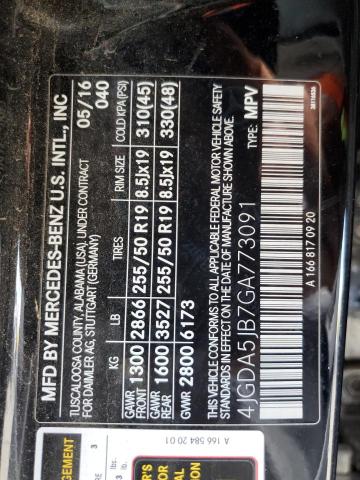 MFD BY MERCEDES-BENZ U.S. INTL., INC
TUSCALOOSA COUNTY, ALABAMA (USA), UNDER CONTRACT 05/16
FOR DAIMLER AG, STUTTGART (GERMANY) 040
KG LB TIRES RIM SIZE COLD KPA (PSI)
GAWR FRONT 1300 2866 255/50 R19 8.5Jx19 310(45)
GAWR REAR 1600 3527 255/50 R19 8.5Jx19 330(48)
GVWR 2800 6173
THIS VEHICLE CONFORMS TO ALL APPLICABLE FEDERAL MOTOR VEHICLE SAFETY
STANDARDS IN EFFECT ON THE DATE OF MANUFACTURE SHOWN ABOVE.
4JGDA5JB7GA773091 TYPE: MPV
A 166 817 09 20
A 166 584 20 01